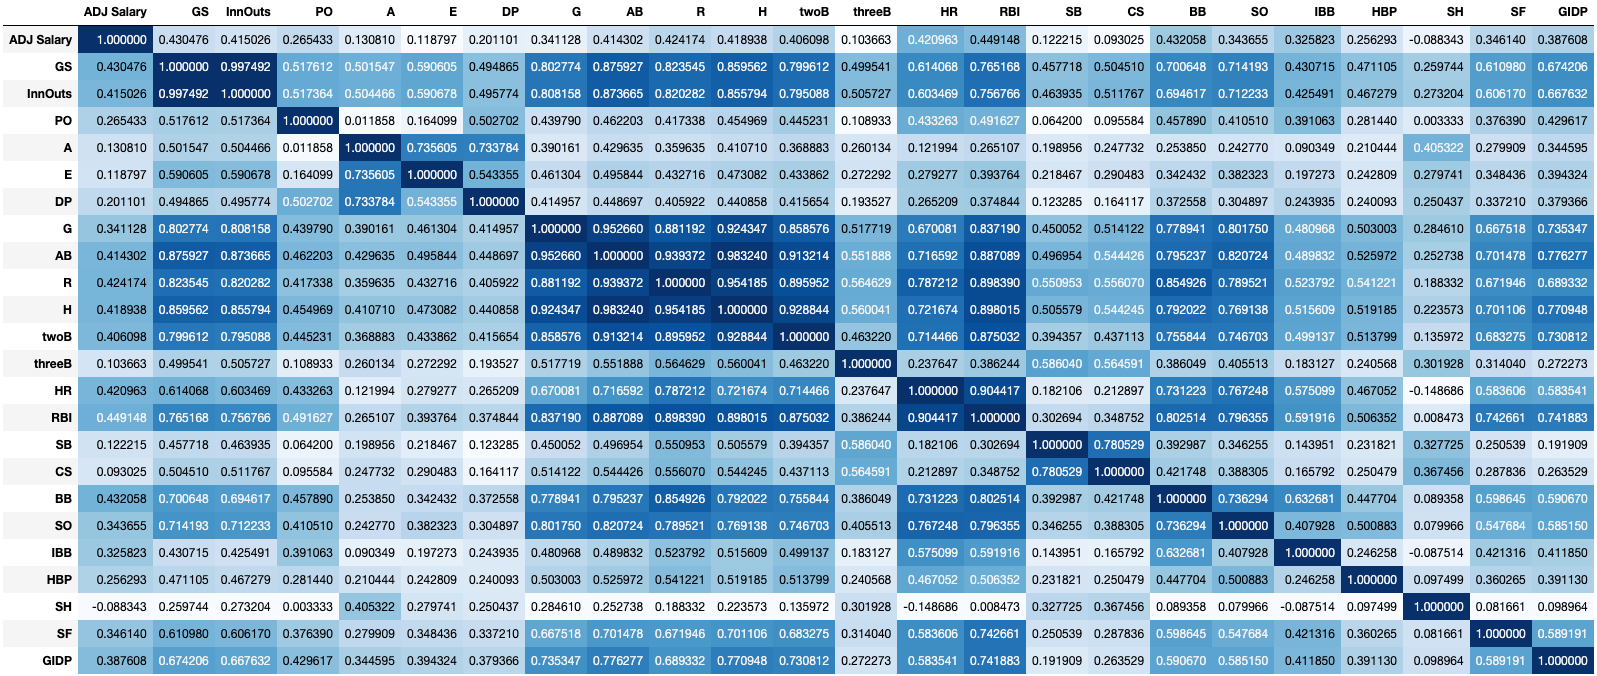 ADJ Salary GS InnOuts PO A E DP G AB R H twoB threeB HR RBI SB CS BB SO IBB HBP SH SF GIDP
ADJ Salary 1.000000 0.430476 0.415026 0.265433 0.130810 0.118797 0.201101 0.341128 0.414302 0.424174 0.418938 0.406098 0.103663 0.420963 0.449148 0.122215 0.093025 0.432058 0.343655 0.325823 0.256293 -0.088343 0.346140 0.387608
GS 0.430476 1.000000 0.997492 0.517612 0.501547 0.590605 0.494865 0.802774 0.875927 0.823545 0.859562 0.799612 0.499541 0.614068 0.765168 0.457718 0.504510 0.700648 0.714193 0.430715 0.471105 0.259744 0.610980 0.674206
InnOuts 0.415026 0.997492 1.000000 0.517364 0.504466 0.590678 0.495774 0.808158 0.873665 0.820282 0.855794 0.795088 0.505727 0.603469 0.756766 0.463935 0.511767 0.694617 0.712233 0.425491 0.467279 0.273204 0.606170 0.667632
PO 0.265433 0.517612 0.517364 1.000000 0.011858 0.164099 0.502702 0.439790 0.462203 0.417338 0.454969 0.445231 0.108933 0.433263 0.491627 0.064200 0.095584 0.457890 0.410510 0.391063 0.281440 0.003333 0.376390 0.429617
A 0.130810 0.501547 0.504466 0.011858 1.000000 0.735605 0.733784 0.390161 0.429635 0.359635 0.410710 0.368883 0.260134 0.121994 0.265107 0.198956 0.247732 0.253850 0.242770 0.090349 0.210444 0.405322 0.279909 0.344595
E 0.118797 0.590605 0.590678 0.164099 0.735605 1.000000 0.543355 0.461304 0.495844 0.432716 0.473082 0.433862 0.272292 0.279277 0.393764 0.218467 0.290483 0.342432 0.382323 0.197273 0.242809 0.279741 0.348436 0.394324
DP 0.201101 0.494865 0.495774 0.502702 0.733784 0.543355 1.000000 0.414957 0.448697 0.405922 0.440858 0.415654 0.193527 0.265209 0.374844 0.123285 0.164117 0.372558 0.304897 0.243935 0.240093 0.250437 0.337210 0.379366
G 0.341128 0.802774 0.808158 0.439790 0.390161 0.461304 0.414957 1.000000 0.952660 0.881192 0.924347 0.858576 0.517719 0.670081 0.837190 0.450052 0.514122 0.778941 0.801750 0.480968 0.503003 0.284610 0.667518 0.735347
AB 0.414302 0.875927 0.873665 0.462203 0.429635 0.495844 0.448697 0.952660 1.000000 0.939372 0.983240 0.913214 0.551888 0.716592 0.887089 0.496954 0.544426 0.795237 0.820724 0.489832 0.525972 0.252738 0.701478 0.776277
R 0.424174 0.823545 0.820282 0.417338 0.359635 0.432716 0.405922 0.881192 0.939372 1.000000 0.954185 0.895952 0.564629 0.787212 0.898390 0.550953 0.556070 0.854926 0.789521 0.523792 0.541221 0.188332 0.671946 0.689332
H 0.418938 0.859562 0.855794 0.454969 0.410710 0.473082 0.440858 0.924347 0.983240 0.954185 1.000000 0.928844 0.560041 0.721674 0.898015 0.505579 0.544245 0.792022 0.769138 0.515609 0.519185 0.223573 0.701106 0.770948
twoB 0.406098 0.799612 0.795088 0.445231 0.368883 0.433862 0.415654 0.858576 0.913214 0.895952 0.928844 1.000000 0.463220 0.714466 0.875032 0.394357 0.437113 0.755844 0.746703 0.499137 0.513799 0.135972 0.683275 0.730812
threeB 0.103663 0.499541 0.505727 0.108933 0.260134 0.272292 0.193527 0.517719 0.551888 0.564629 0.560041 0.463220 1.000000 0.237647 0.386244 0.586040 0.564591 0.386049 0.405513 0.183127 0.240568 0.301928 0.314040 0.272273
HR 0.420963 0.614068 0.603469 0.433263 0.121994 0.279277 0.265209 0.670081 0.716592 0.787212 0.721674 0.714466 0.237647 1.000000 0.904417 0.182106 0.212897 0.731223 0.767248 0.575099 0.467052 -0.148686 0.583606 0.583541
RBI 0.449148 0.765168 0.756766 0.491627 0.265107 0.393764 0.374844 0.837190 0.887089 0.898390 0.898015 0.875032 0.386244 0.904417 1.000000 0.302694 0.348752 0.802514 0.796355 0.591916 0.506352 0.008473 0.742661 0.741883
SB 0.122215 0.457718 0.463935 0.064200 0.198956 0.218467 0.123285 0.450052 0.496954 0.550953 0.505579 0.394357 0.586040 0.182106 0.302694 1.000000 0.780529 0.392987 0.346255 0.143951 0.231821 0.327725 0.250539 0.191909
CS 0.093025 0.504510 0.511767 0.095584 0.247732 0.290483 0.164117 0.514122 0.544426 0.556070 0.544245 0.437113 0.564591 0.212897 0.348752 0.780529 1.000000 0.421748 0.388305 0.165792 0.250479 0.367456 0.287836 0.263529
BB 0.432058 0.700648 0.694617 0.457890 0.253850 0.342432 0.372558 0.778941 0.795237 0.854926 0.792022 0.755844 0.386049 0.731223 0.802514 0.392987 0.421748 1.000000 0.736294 0.632681 0.447704 0.089358 0.598645 0.590670
SO 0.343655 0.714193 0.712233 0.410510 0.242770 0.382323 0.304897 0.801750 0.820724 0.789521 0.769138 0.746703 0.405513 0.767248 0.796355 0.346255 0.388305 0.736294 1.000000 0.407928 0.500883 0.079966 0.547684 0.585150
IBB 0.325823 0.430715 0.425491 0.391063 0.090349 0.197273 0.243935 0.480968 0.489832 0.523792 0.515609 0.499137 0.183127 0.575099 0.591916 0.143951 0.165792 0.632681 0.407928 1.000000 0.246258 -0.087514 0.421316 0.411850
HBP 0.256293 0.471105 0.467279 0.281440 0.210444 0.242809 0.240093 0.503003 0.525972 0.541221 0.519185 0.513799 0.240568 0.467052 0.506352 0.231821 0.250479 0.447704 0.500883 0.246258 1.000000 0.097499 0.360265 0.391130
SH -0.088343 0.259744 0.273204 0.003333 0.405322 0.279741 0.250437 0.284610 0.252738 0.188332 0.223573 0.135972 0.301928 -0.148686 0.008473 0.327725 0.367456 0.089358 0.079966 -0.087514 0.097499 1.000000 0.081661 0.098964
SF 0.346140 0.610980 0.606170 0.376390 0.279909 0.348436 0.337210 0.667518 0.701478 0.671946 0.701106 0.683275 0.314040 0.583606 0.742661 0.250539 0.287836 0.598645 0.547684 0.421316 0.360265 0.081661 1.000000 0.589191
GIDP 0.387608 0.674206 0.667632 0.429617 0.344595 0.394324 0.379366 0.735347 0.776277 0.689332 0.770948 0.730812 0.272273 0.583541 0.741883 0.191909 0.263529 0.590670 0.585150 0.411850 0.391130 0.098964 0.589191 1.000000